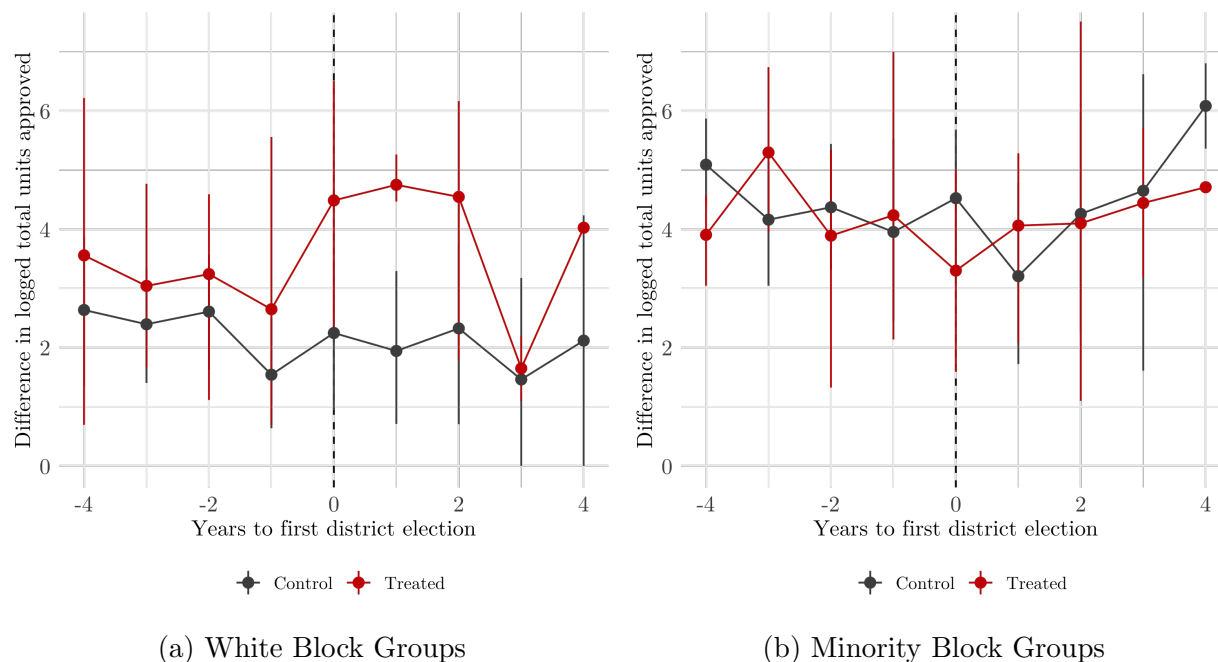 Difference in logged total units approved
6
4
2
0
-4
-2
0
2
4
Years to first district election
Control
Treated
(a) White Block Groups
Difference in logged total units approved
6
4
2
0
-4
-2
0
2
4
Years to first district election
Control
Treated
(b) Minority Block Groups